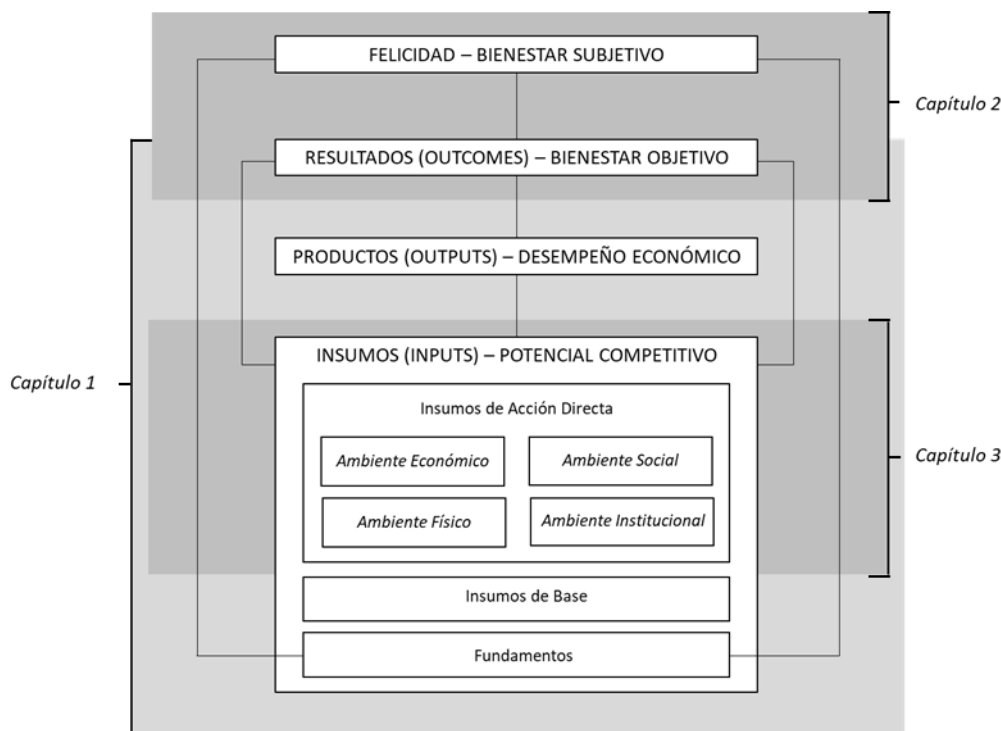 FELICIDAD – BIENESTAR SUBJETIVO
Capítulo 2
RESULTADOS (OUTCOMES) – BIENESTAR OBJETIVO
PRODUCTOS (OUTPUTS) – DESEMPEÑO ECONÓMICO
INSUMOS (INPUTS) – POTENCIAL COMPETITIVO
Capítulo 1
Insumos de Acción Directa
Ambiente Económico
Ambiente Social
Capítulo 3
Ambiente Físico
Ambiente Institucional
Insumos de Base
Fundamentos